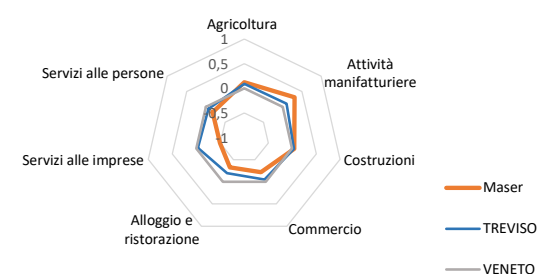 Agricoltura
1
0,5
0
0,5
-1
Attività
manifatturiere
Costruzioni
Commercio
Alloggio e
ristorazione
Servizi alle imprese
Servizi alle persone
Maser
TREVISO
VENETO